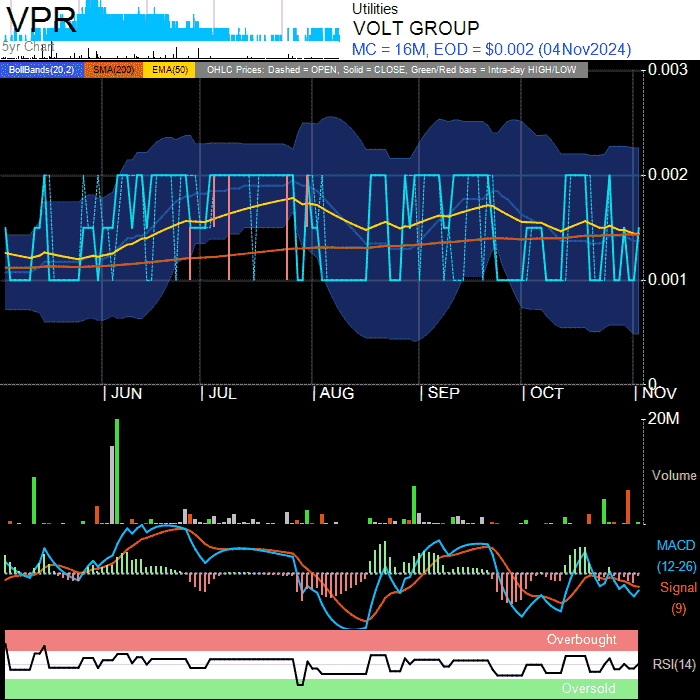 VPR
5yr Chart
Utilities
VOLT GROUP
MC = 16M, EOD = $0.002 (04Nov2024)
BollBands(20,2) SMA(200) EMA(50) OHLC Prices: Dashed = OPEN, Solid = CLOSE, Green/Red bars = Intra-day HIGH/LOW
0.003
0.002
0.001
0
JUN JUL AUG SEP OCT NOV
20M
Volume
MACD
(12-26)
Signal
(9)
Overbought
RSI(14)
Oversold